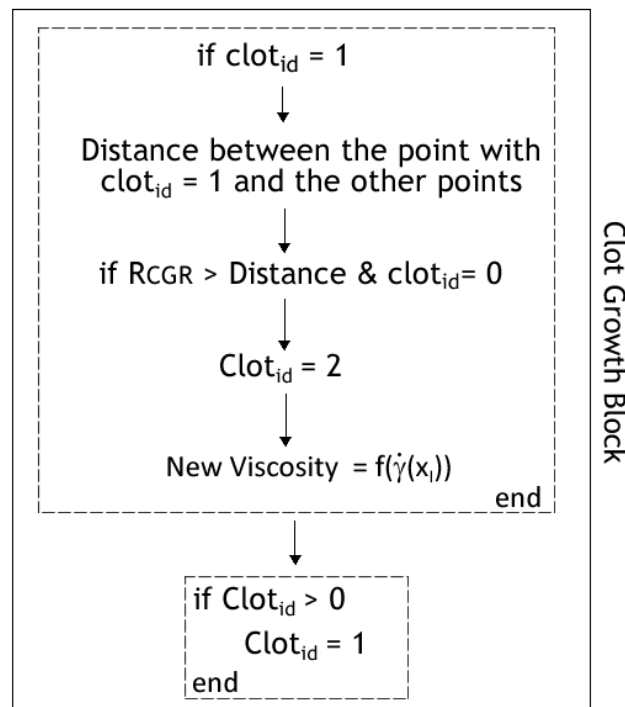 if clot_id = 1
Distance between the point with
clot_id = 1 and the other points
if RCGR > Distance & clot_id= 0
Clot_id = 2
New Viscosity = f(γ̇(x_l))
end
if Clot_id > 0
Clot_id = 1
end
Clot Growth Block